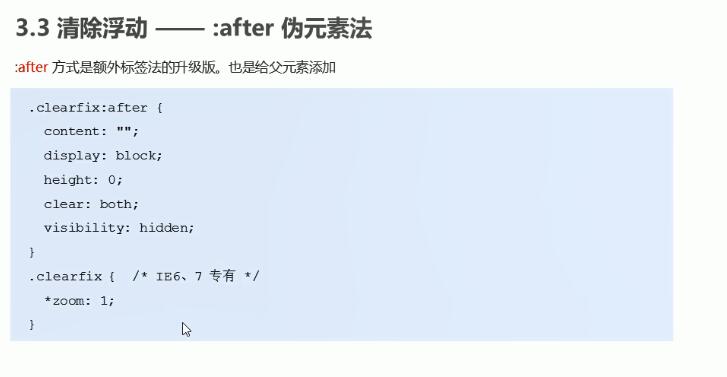 3.3 清除浮动 —— :after 伪元素法
:after 方式是额外标签法的升级版。也是给父元素添加
.clearfix:after {
  content: "";
  display: block;
  height: 0;
  clear: both;
  visibility: hidden;
}
.clearfix {  /* IE6、7 专有 */
  *zoom: 1;
}